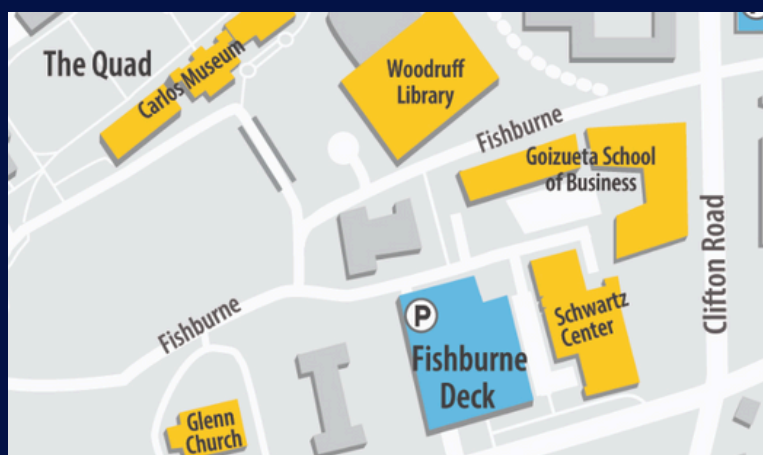 The Quad
Carlos Museum
Woodruff
Library
Fishburne
Goizueta School
of Business
Clifton Road
Fishburne
P
Fishburne
Deck
Schwartz
Center
Glenn
Church